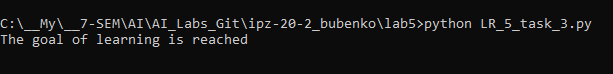 C:\__My\__7-SEM\AI\AI_Labs_Git\ipz-20-2_bubenko\lab5>python LR_5_task_3.py
The goal of learning is reached